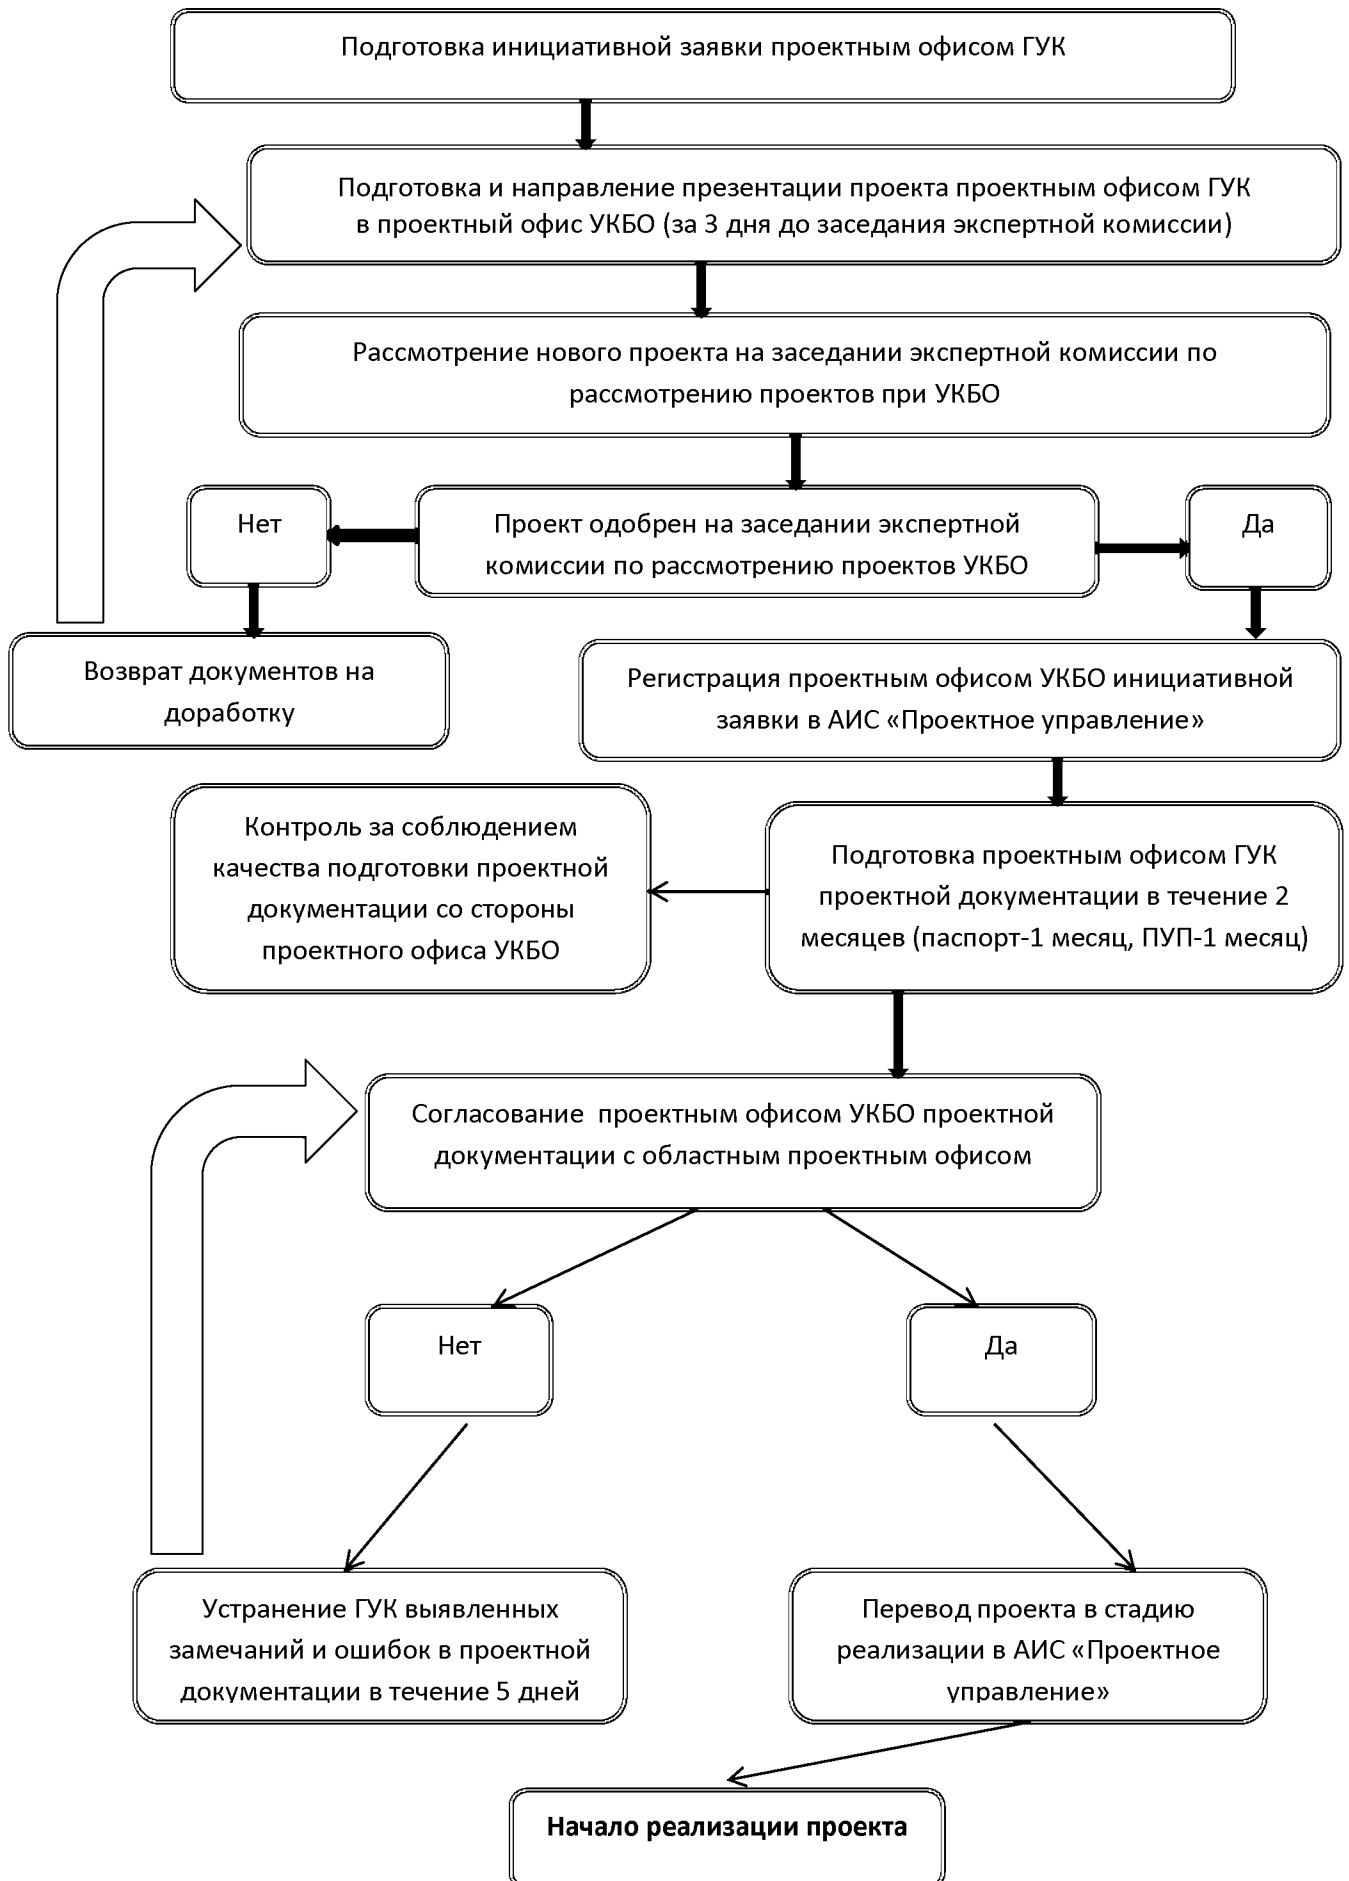 Подготовка инициативной заявки проектным офисом ГУК
Подготовка и направление презентации проекта проектным офисом ГУК
в проектный офис УКБО (за 3 дня до заседания экспертной комиссии)
Рассмотрение нового проекта на заседании экспертной комиссии по
рассмотрению проектов при УКБО
Нет
Проект одобрен на заседании экспертной
комиссии по рассмотрению проектов УКБО
Да
Возврат документов на
доработку
Регистрация проектным офисом УКБО инициативной
заявки в АИС «Проектное управление»
Контроль за соблюдением
качества подготовки проектной
документации со стороны
проектного офиса УКБО
Подготовка проектным офисом ГУК
проектной документации в течение 2
месяцев (паспорт-1 месяц, ПУП-1 месяц)
Согласование проектным офисом УКБО проектной
документации с областным проектным офисом
Нет
Да
Устранение ГУК выявленных
замечаний и ошибок в проектной
документации в течение 5 дней
Перевод проекта в стадию
реализации в АИС «Проектное
управление»
Начало реализации проекта